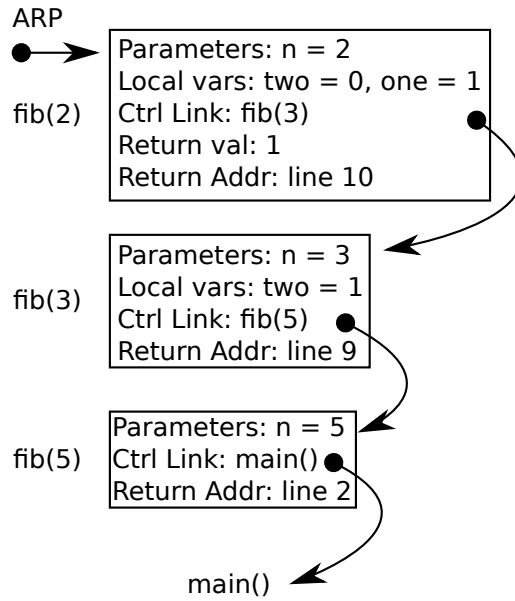 ARP
fib(2)
Parameters: n = 2
Local vars: two = 0, one = 1
Ctrl Link: fib(3)
Return val: 1
Return Addr: line 10
fib(3)
Parameters: n = 3
Local vars: two = 1
Ctrl Link: fib(5)
Return Addr: line 9
fib(5)
Parameters: n = 5
Ctrl Link: main()
Return Addr: line 2
main()